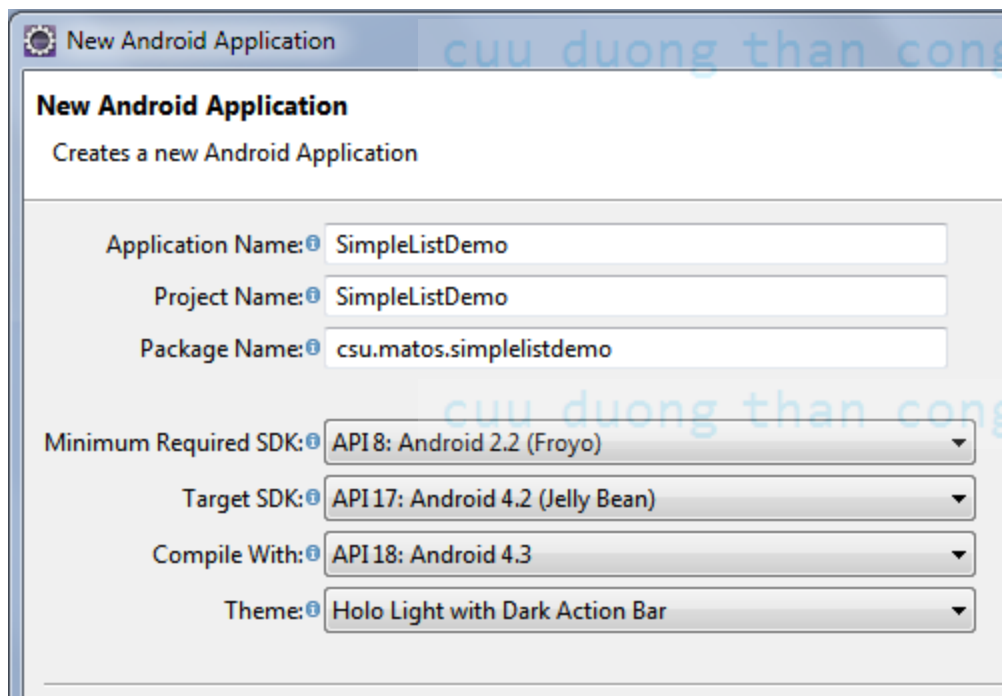 New Android Application
cuu duong than cong
New Android Application
Creates a new Android Application
Application Name: SimpleListDemo
Project Name: SimpleListDemo
Package Name: csu.matos.simplelistdemo
cuu duong than cong
Minimum Required SDK: API 8: Android 2.2 (Froyo)
Target SDK: API 17: Android 4.2 (Jelly Bean)
Compile With: API 18: Android 4.3
Theme: Holo Light with Dark Action Bar